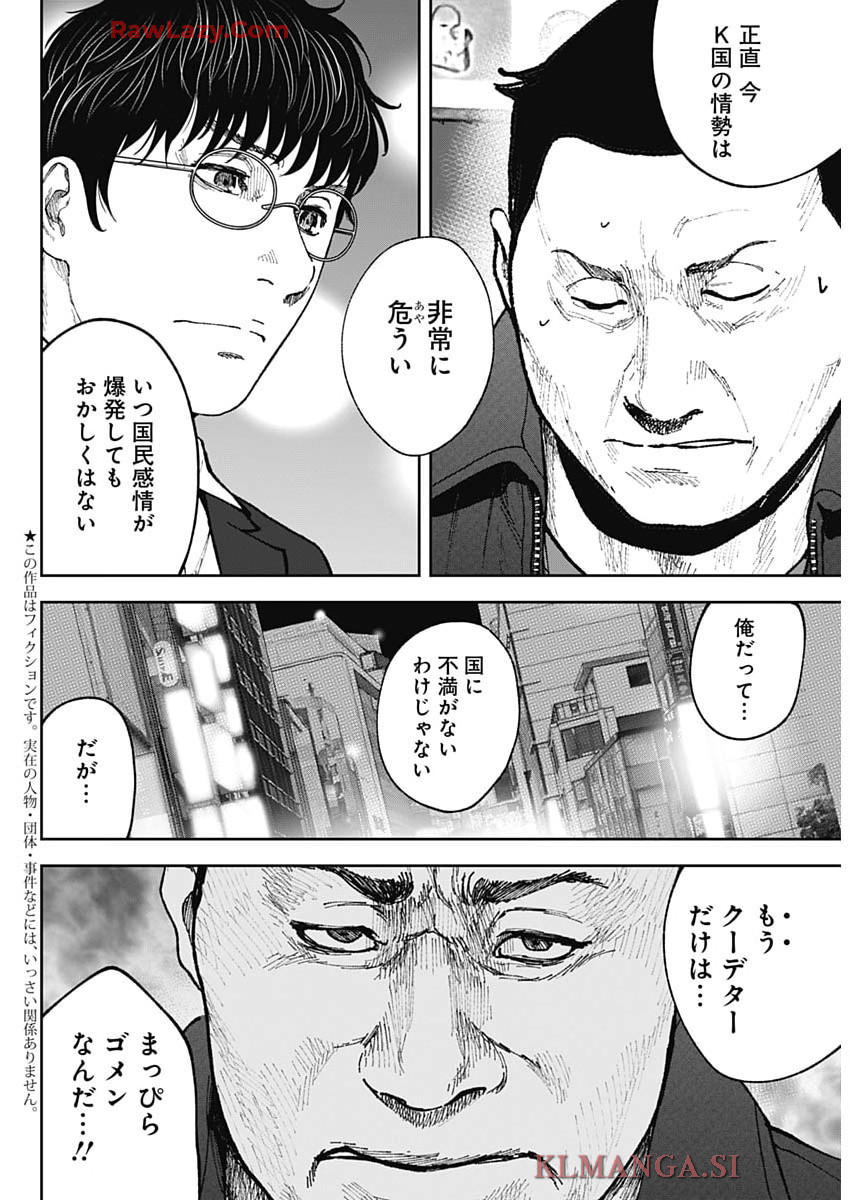 RawLazy.Com
正直 今
K国の情勢は
非常に
危うい
あや
いつ国民感情が
爆発しても
おかしくはない
俺だって…
国に
不満がない
わけじゃない
だが…
もう
クーデター
だけは…
まっぴら
ゴメン
なんだ…!!
★この作品はフィクションです。実在の人物・団体・事件などには、いっさい関係ありません。
KLMANGA.SI